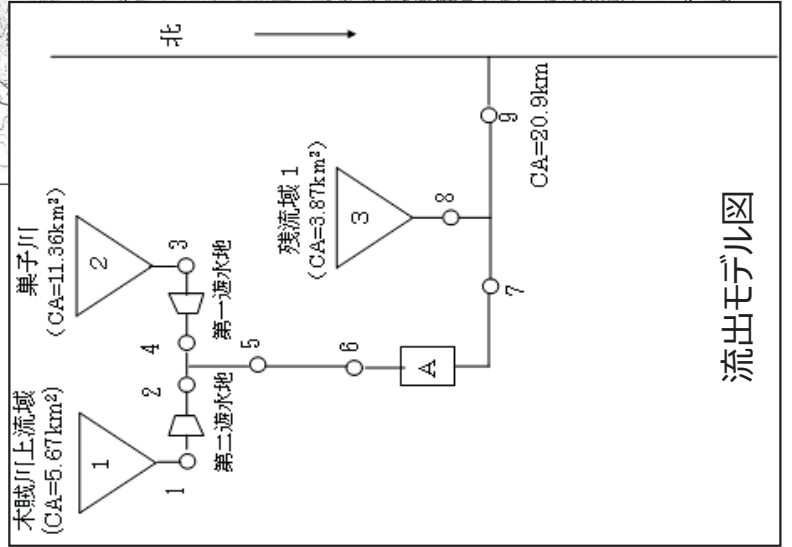 木賊川上流域
(CA=5.67km²)
1
1
第二遊水地
2
巣子川
(CA=11.36km²)
2
3
第一遊水地
4
5
6
A
7
残流域1
(CA=3.87km²)
3
8
9
CA=20.9km
北
流出モデル図